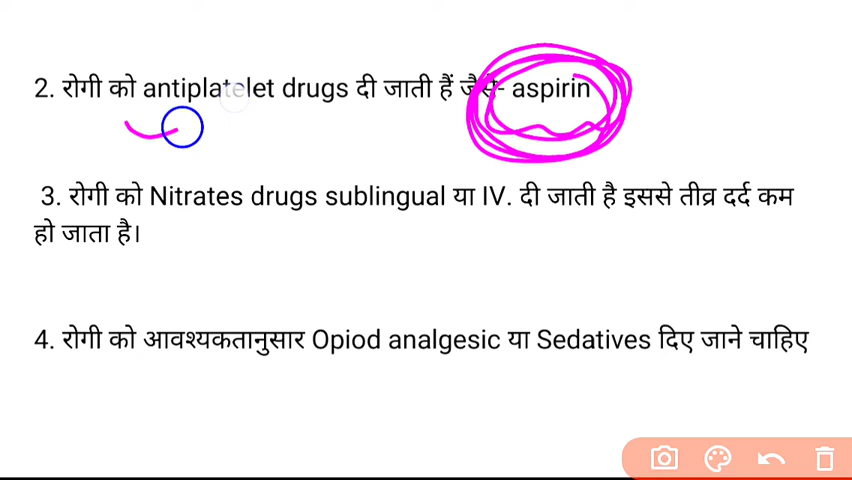 2. रोगी को antiplatelet drugs दी जाती हैं जैसे- aspirin
3. रोगी को Nitrates drugs sublingual या IV. दी जाती है इससे तीव्र दर्द कम
हो जाता है।
4. रोगी को आवश्यकतानुसार Opiod analgesic या Sedatives दिए जाने चाहिए